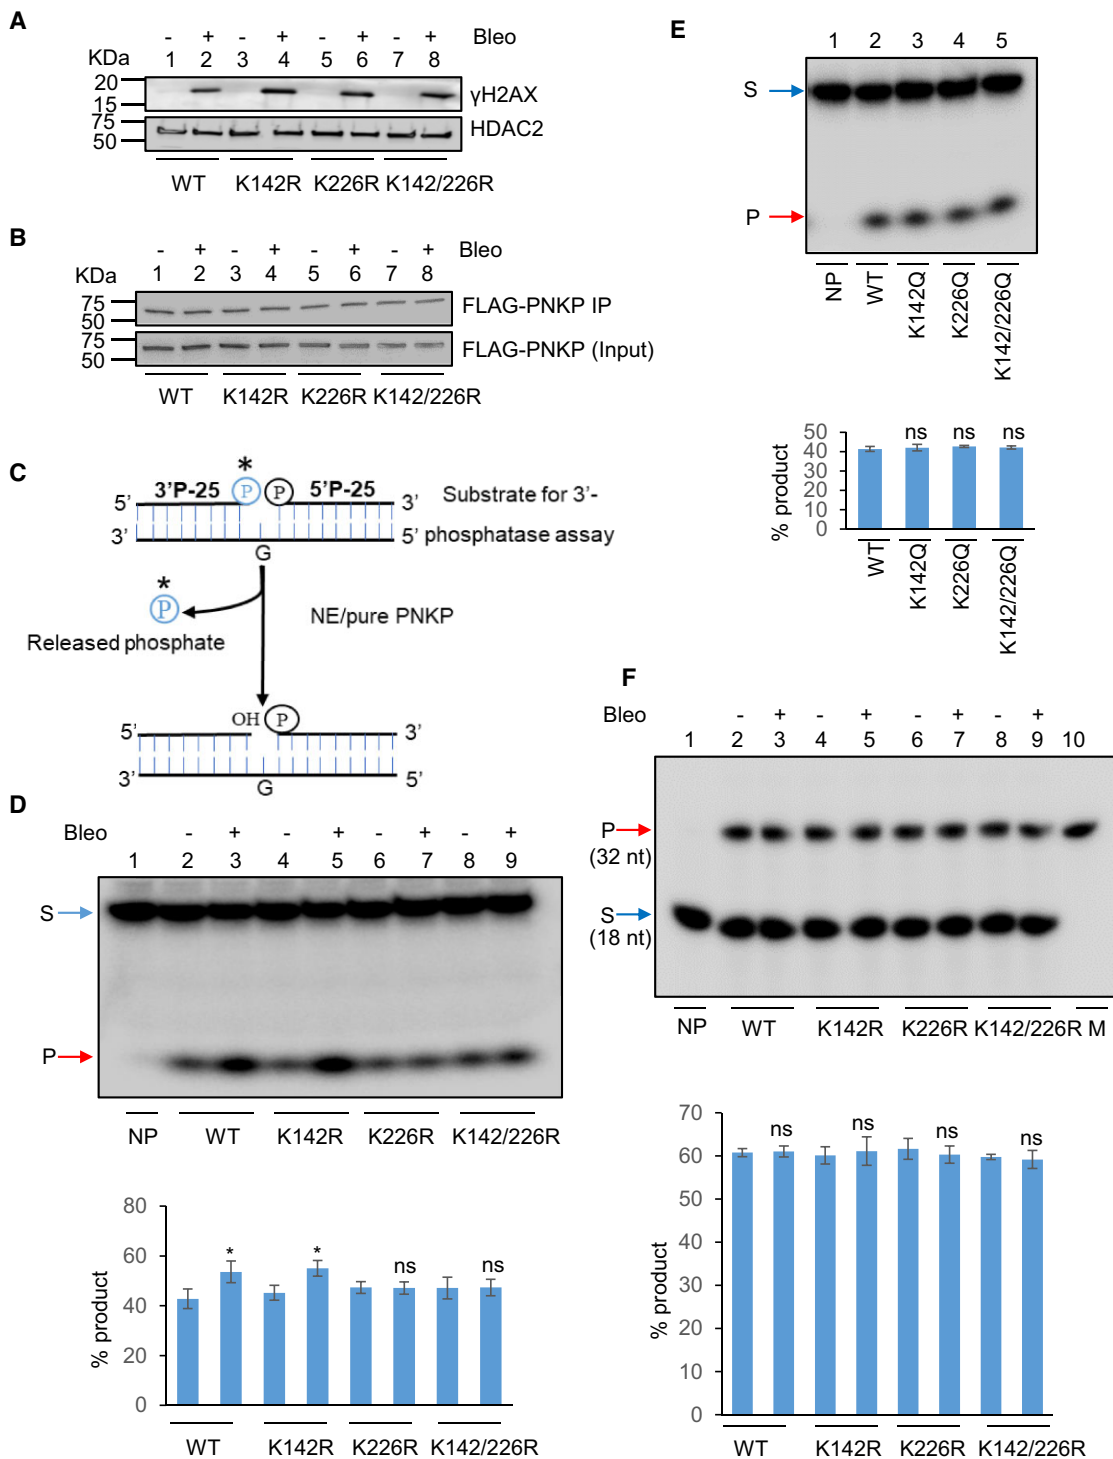 A
- + - + - + - + Bleo
KDa 1 2 3 4 5 6 7 8
20
15
γH2AX
75
50
HDAC2
WT K142R K226R K142/226R
B
- + - + - + - + Bleo
KDa 1 2 3 4 5 6 7 8
75
50
FLAG-PNKP IP
75
50
FLAG-PNKP (Input)
WT K142R K226R K142/226R
C
*
5’ 3’P-25 P P 5’P-25 3’
Substrate for 3’-
3’ 5’ phosphatase assay
G
*
P
NE/pure PNKP
Released phosphate
OH P
5’ 3’
3’ 5’
G
D
Bleo - + - + - + - +
1 2 3 4 5 6 7 8 9
S
P
NP WT K142R K226R K142/226R
% product
80
60
40
20
0
* * ns ns
WT K142R K226R K142/226R
E
1 2 3 4 5
S
P
NP WT K142Q K226Q K142/226Q
% product
50
40
30
20
10
0
ns ns ns
WT K142Q K226Q K142/226Q
F
Bleo - + - + - + - +
1 2 3 4 5 6 7 8 9 10
P
(32 nt)
S
(18 nt)
NP WT K142R K226R K142/226R M
% product
70
60
50
40
30
20
10
0
ns ns ns ns
WT K142R K226R K142/226R